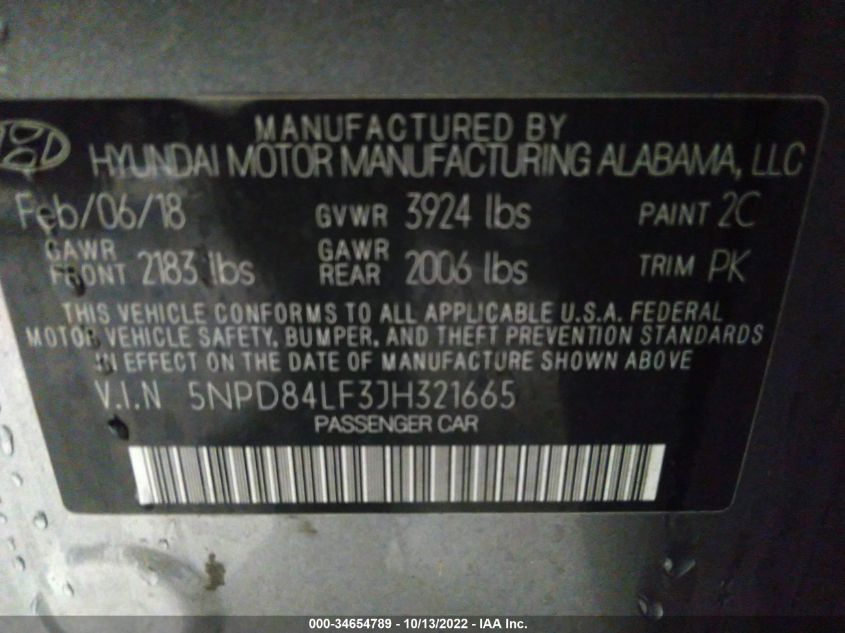 MANUFACTURED BY
HYUNDAI MOTOR MANUFACTURING ALABAMA, LLC
Feb/06/18 GVWR 3924 lbs PAINT 2C
GAWR FRONT 2183 lbs GAWR REAR 2006 lbs TRIM PK
THIS VEHICLE CONFORMS TO ALL APPLICABLE U.S.A. FEDERAL
MOTOR VEHICLE SAFETY, BUMPER, AND THEFT PREVENTION STANDARDS
IN EFFECT ON THE DATE OF MANUFACTURE SHOWN ABOVE
V.I.N 5NPD84LF3JH321665
PASSENGER CAR
000-34654789 - 10/13/2022 - IAA Inc.